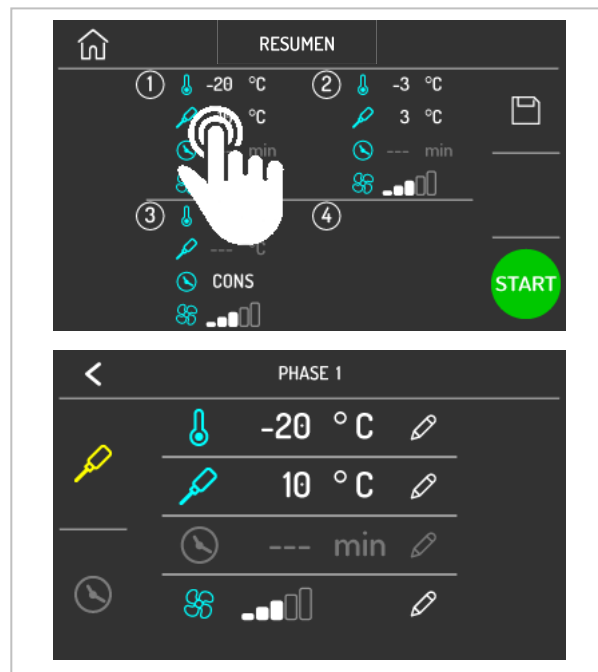 RESUMEN
1 -20 °C 2 -3 °C
°C 3 °C
min --- min
3 4
--- °C
CONS
START
PHASE 1
-20 °C
10 °C
--- min